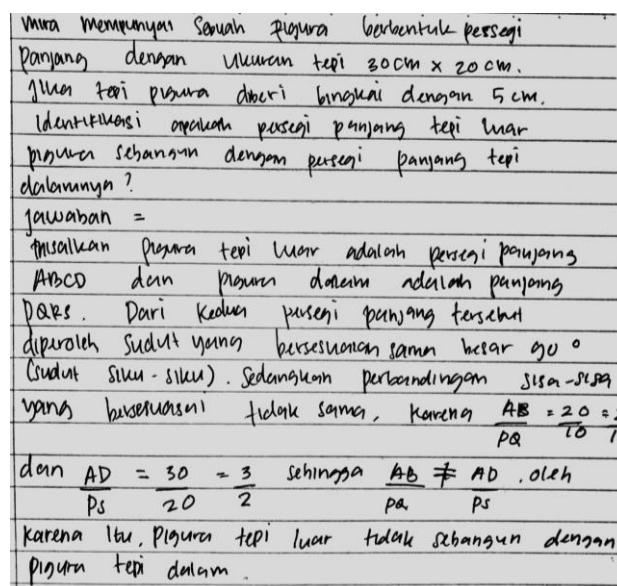 Mira mempunyai sebuah pigura berbentuk persegi
panjang dengan ukuran tepi 30 cm x 20 cm.
Jika tepi pigura diberi bingkai dengan 5 cm.
Identifikasi apakah persegi panjang tepi luar
pigura sebangun dengan persegi panjang tepi
dalamnya?
Jawaban =
Misalkan pigura tepi luar adalah persegi panjang
ABCD dan pigura dalam adalah panjang
PQRS. Dari kedua persegi panjang tersebut
diperoleh sudut yang bersesuaian sama besar 90°
(sudut siku-siku). Sedangkan perbandingan sisa-sisa
yang bersesuaian tidak sama, karena AB/PQ = 20/10 =
dan AD/PS = 30/20 = 3/2 sehingga AB/PQ ≠ AD/PS. Oleh
karena itu, pigura tepi luar tidak sebangun dengan
pigura tepi dalam.